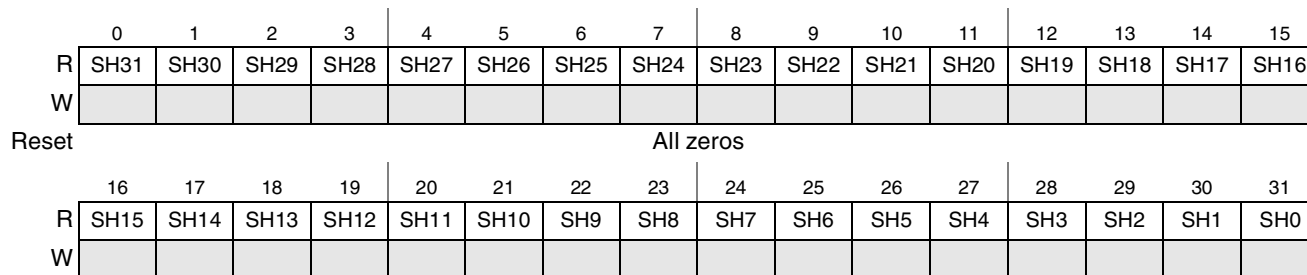 0 1 2 3 4 5 6 7 8 9 10 11 12 13 14 15
R SH31 SH30 SH29 SH28 SH27 SH26 SH25 SH24 SH23 SH22 SH21 SH20 SH19 SH18 SH17 SH16
W
Reset All zeros
16 17 18 19 20 21 22 23 24 25 26 27 28 29 30 31
R SH15 SH14 SH13 SH12 SH11 SH10 SH9 SH8 SH7 SH6 SH5 SH4 SH3 SH2 SH1 SH0
W